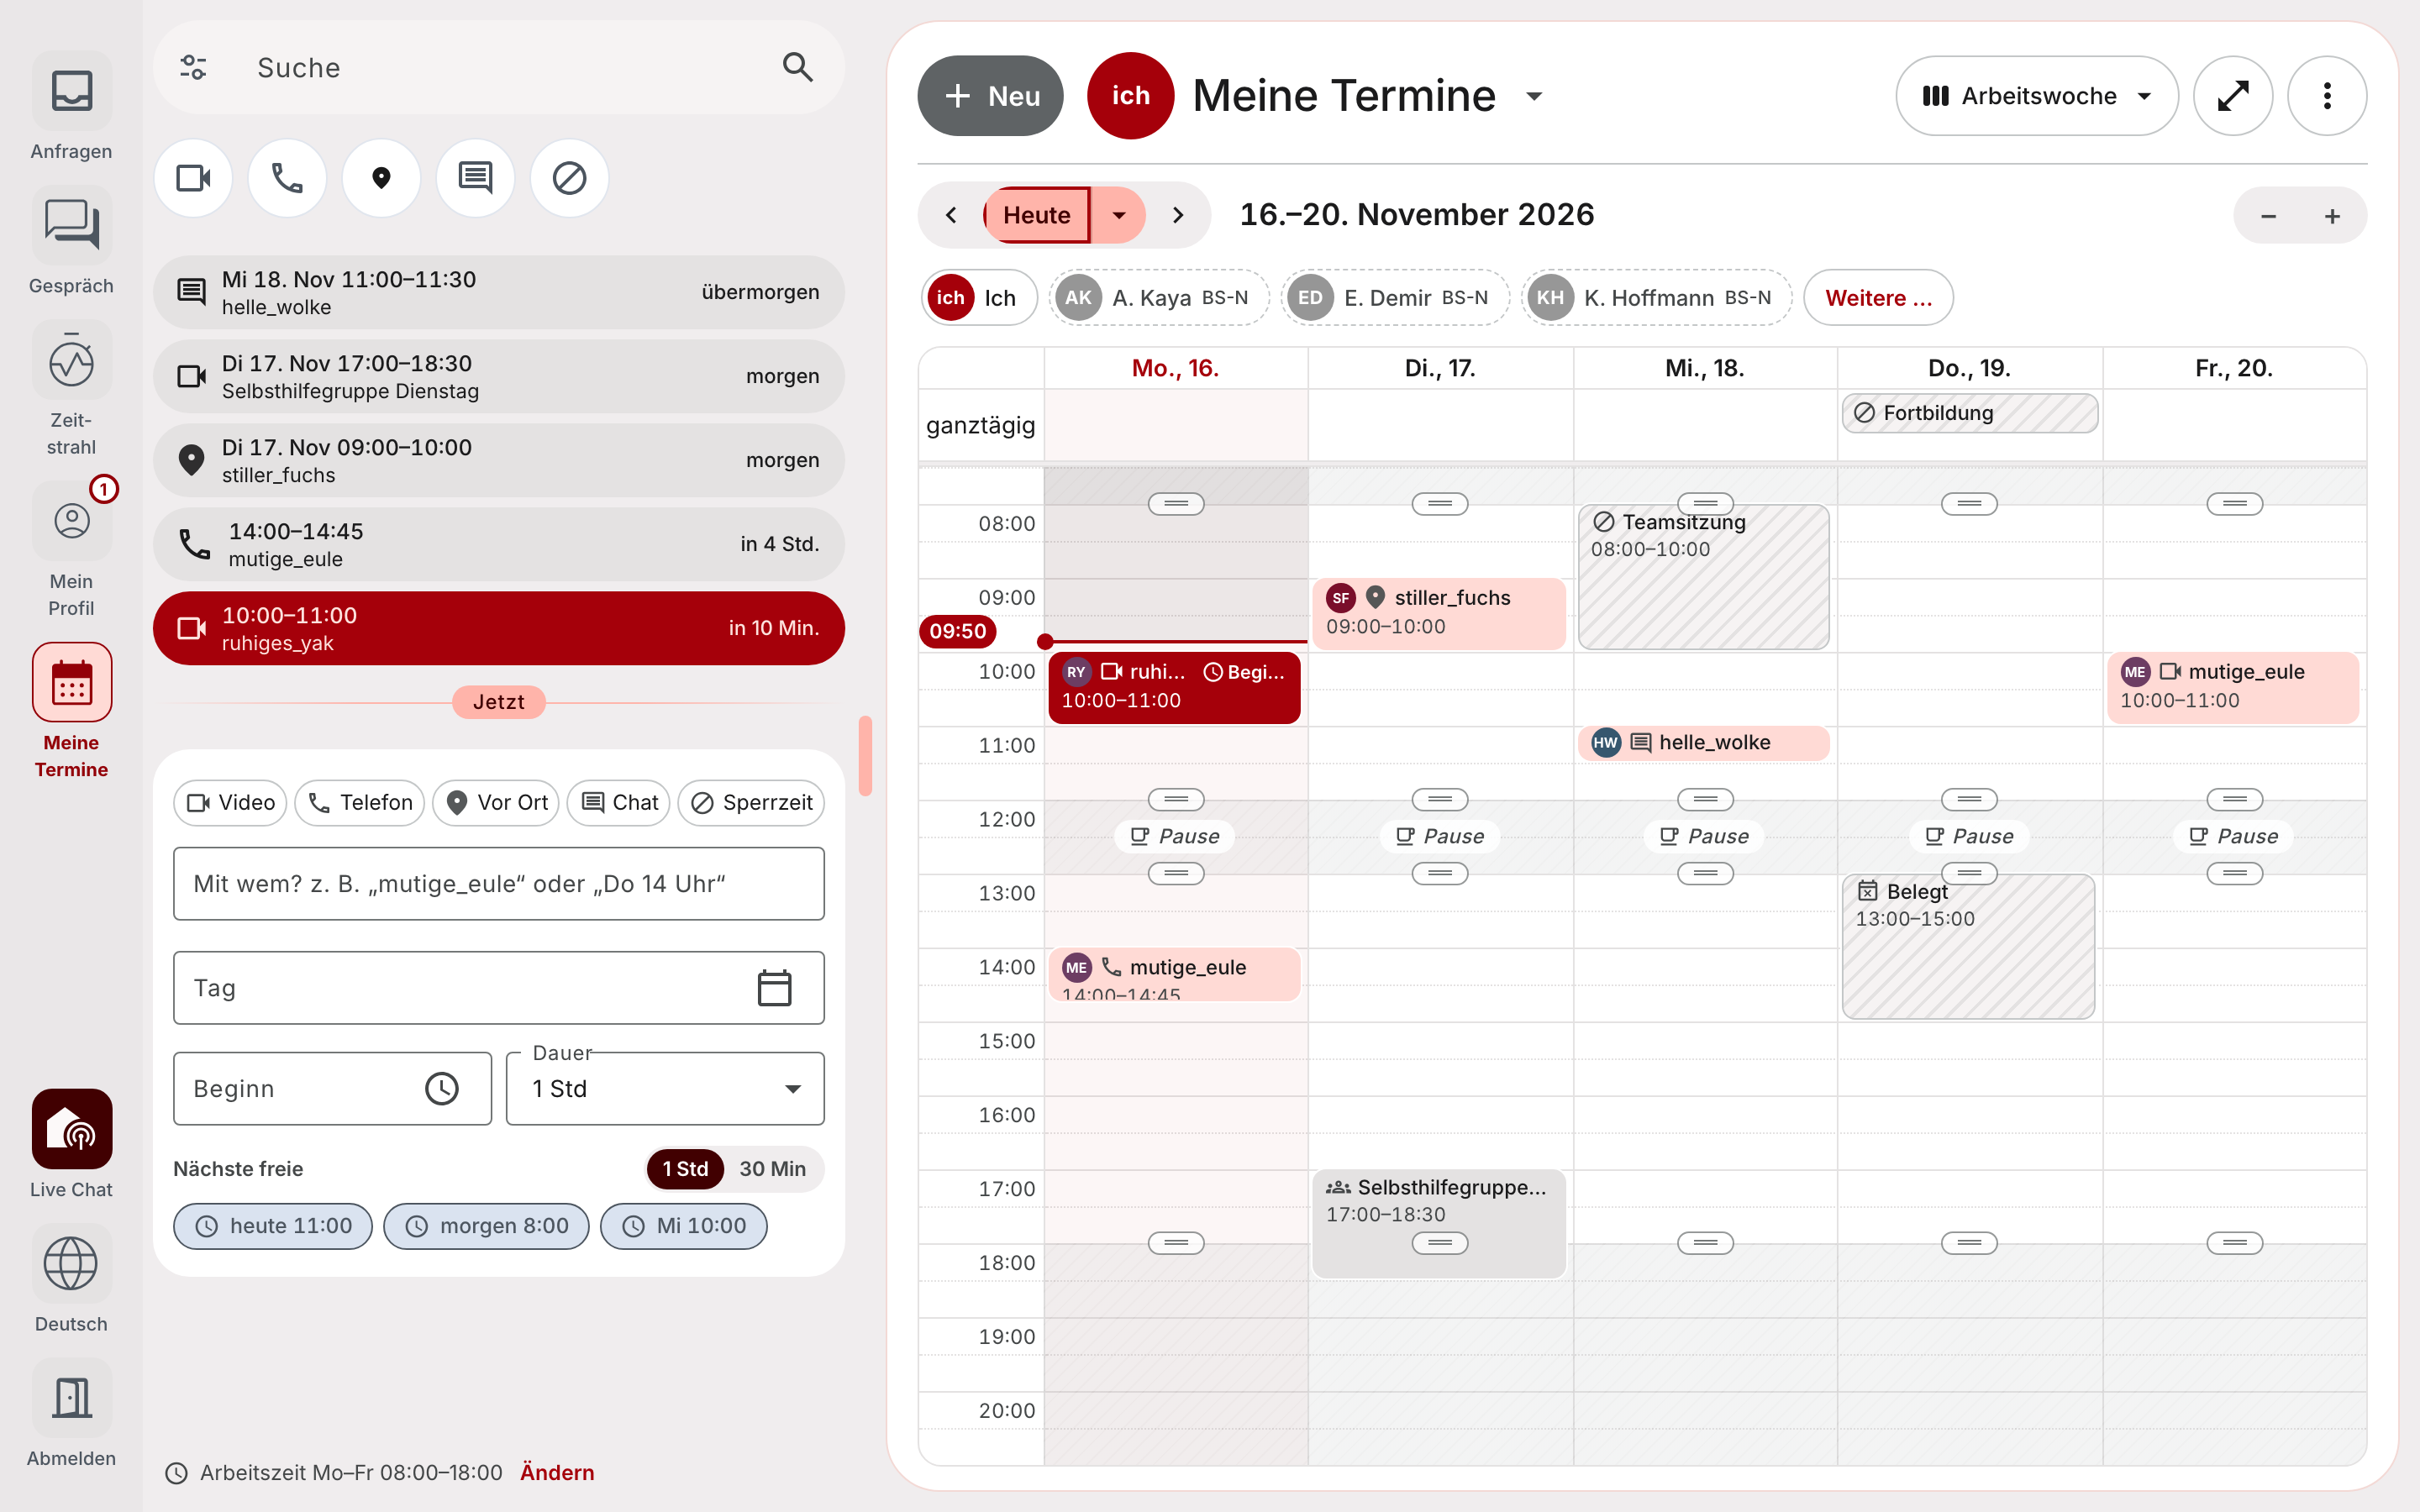 Anfragen
Gespräch
Zeit-
strahl
1
Mein
Profil
Meine
Termine
Live Chat
Deutsch
Abmelden
Suche
Mi 18. Nov 11:00–11:30
helle_wolke
übermorgen
Di 17. Nov 17:00–18:30
Selbsthilfegruppe Dienstag
morgen
Di 17. Nov 09:00–10:00
stiller_fuchs
morgen
14:00–14:45
mutige_eule
in 4 Std.
10:00–11:00
ruhiges_yak
in 10 Min.
Jetzt
Video Telefon Vor Ort Chat Sperrzeit
Mit wem? z. B. „mutige_eule“ oder „Do 14 Uhr“
Tag
Beginn
Dauer
1 Std
Nächste freie 1 Std 30 Min
heute 11:00 morgen 8:00 Mi 10:00
Arbeitszeit Mo–Fr 08:00–18:00 Ändern
+ Neu ich Meine Termine
Arbeitswoche
Heute
16.–20. November 2026
− +
ich Ich AK A. Kaya BS-N ED E. Demir BS-N KH K. Hoffmann BS-N Weitere ...
Mo., 16. Di., 17. Mi., 18. Do., 19. Fr., 20.
ganztägig
Fortbildung
08:00
Teamsitzung
08:00–10:00
09:00
SF stiller_fuchs
09:00–10:00
09:50
10:00
RY ruhi... Begi...
10:00–11:00
ME mutige_eule
10:00–11:00
11:00
HW helle_wolke
12:00
Pause Pause Pause Pause Pause
13:00
Belegt
13:00–15:00
14:00
ME mutige_eule
14:00–14:45
15:00
16:00
17:00
Selbsthilfegruppe...
17:00–18:30
18:00
19:00
20:00